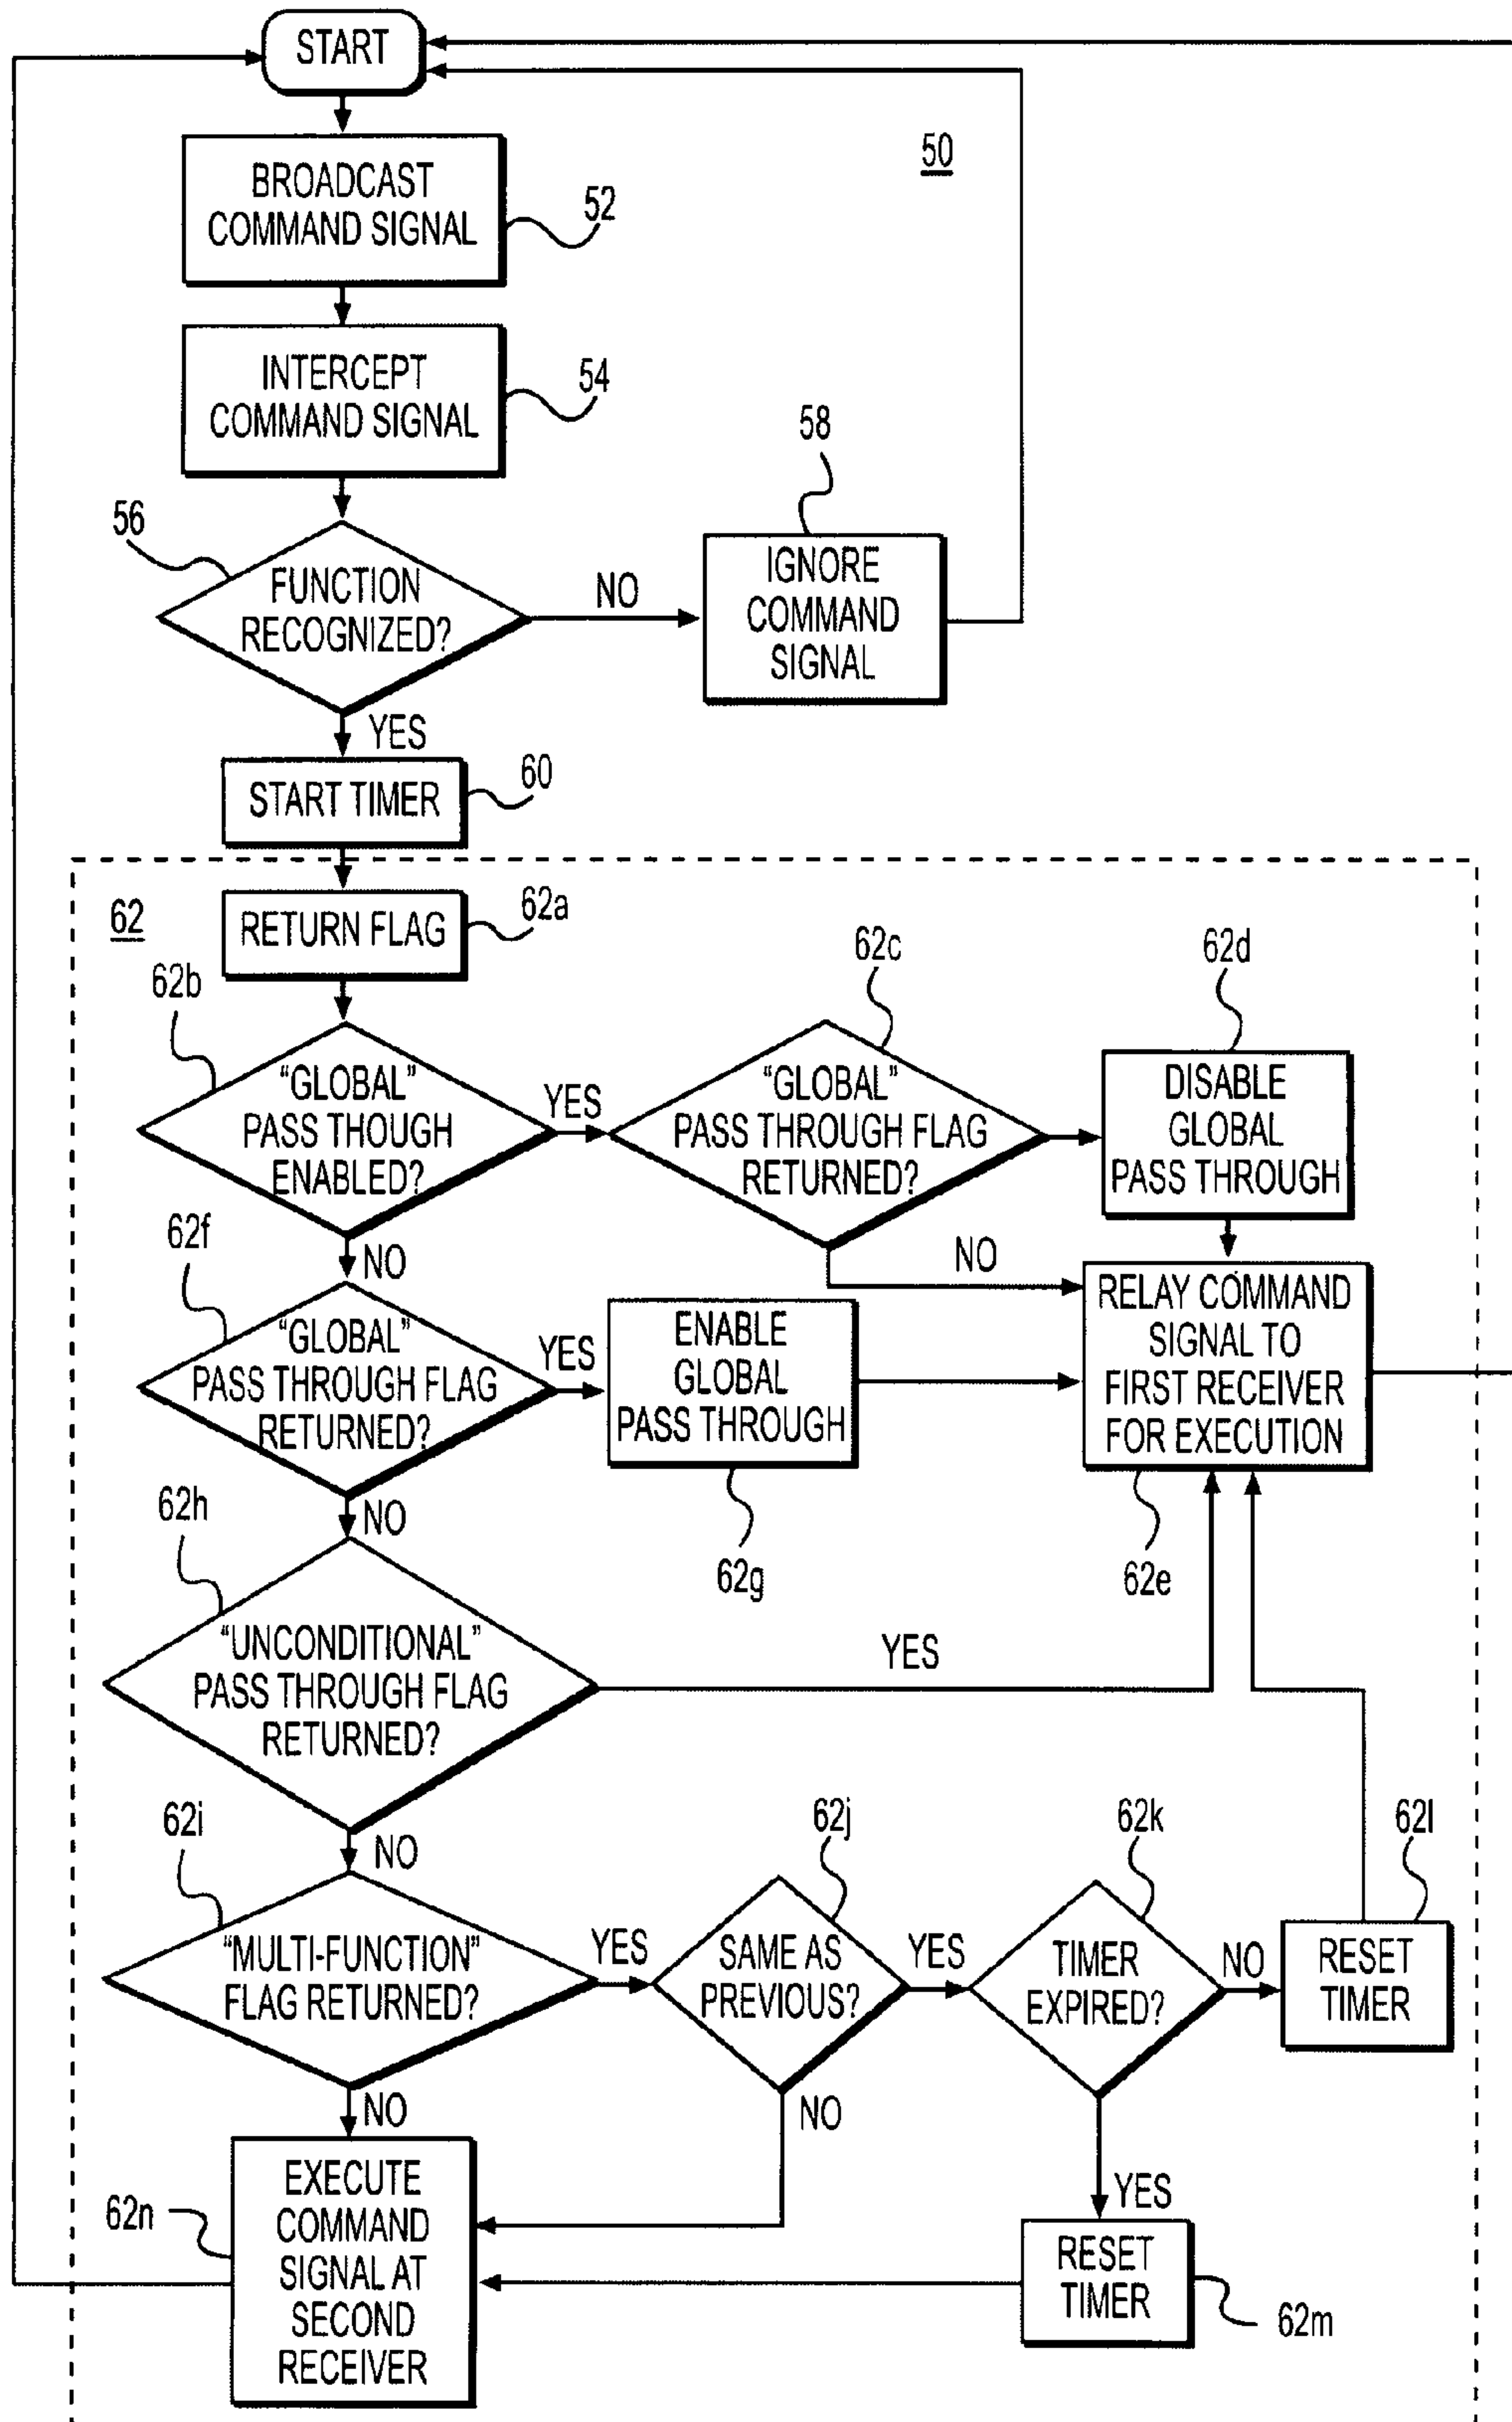 START
50
BROADCAST
COMMAND SIGNAL
52
INTERCEPT
COMMAND SIGNAL
54
58
56
FUNCTION
RECOGNIZED?
NO
IGNORE
COMMAND
SIGNAL
YES
START TIMER
60
62
RETURN FLAG
62a
62b
62c
62d
"GLOBAL"
PASS THOUGH
ENABLED?
YES
"GLOBAL"
PASS THROUGH FLAG
RETURNED?
DISABLE
GLOBAL
PASS THROUGH
62f
NO
NO
"GLOBAL"
PASS THROUGH FLAG
RETURNED?
YES
ENABLE
GLOBAL
PASS THROUGH
RELAY COMMAND
SIGNAL TO
FIRST RECEIVER
FOR EXECUTION
62h
NO
62g
62e
"UNCONDITIONAL"
PASS THROUGH FLAG
RETURNED?
YES
62i
NO
62j
62k
62l
"MULTI-FUNCTION"
FLAG RETURNED?
YES
SAME AS
PREVIOUS?
YES
TIMER
EXPIRED?
NO
RESET
TIMER
NO
NO
YES
62n
EXECUTE
COMMAND
SIGNAL AT
SECOND
RECEIVER
RESET
TIMER
62m